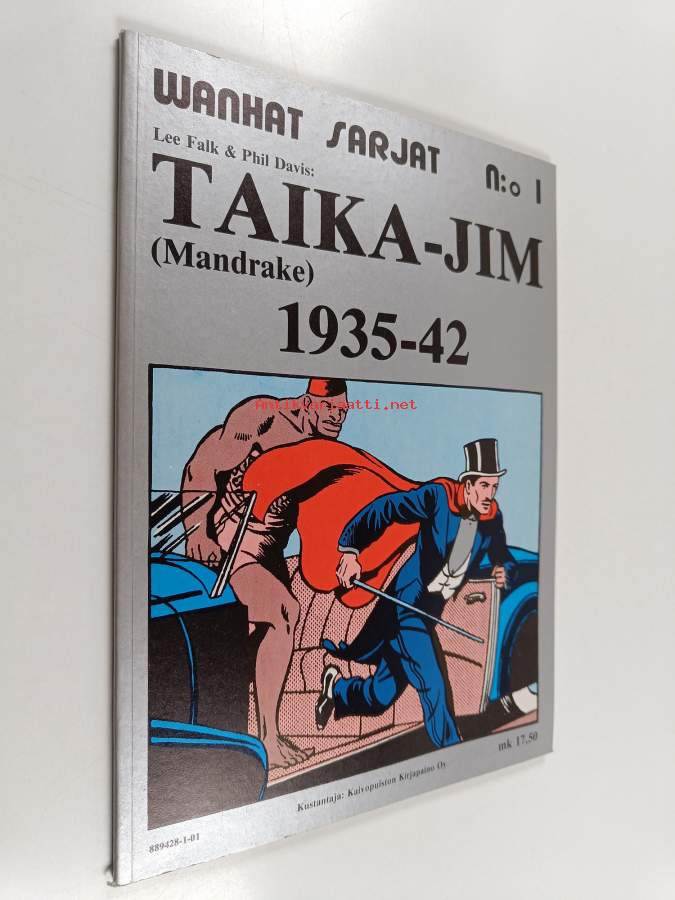 WANHAT SARJAT N:o 1
Lee Falk & Phil Davis:
TAIKA-JIM
(Mandrake)
1935-42
antikvariaatti.net
mk 17,50
Kustantaja: Kaivopuiston Kirjapaino Oy
889428-1-01